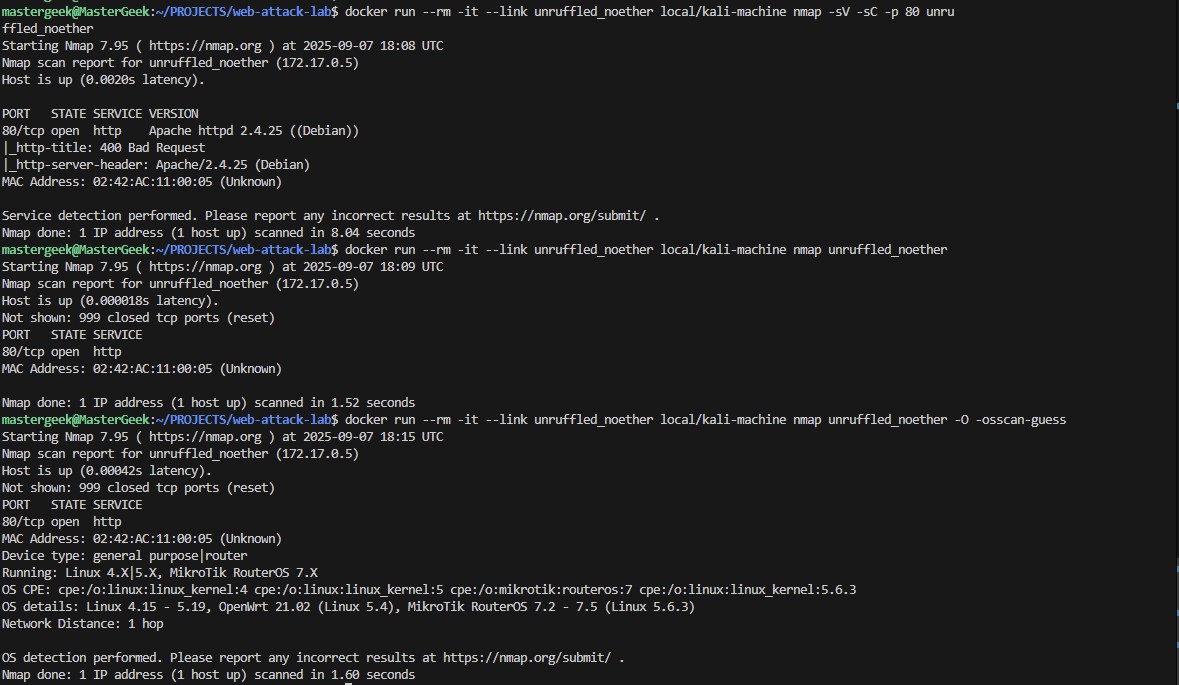 mastergeek@MasterGeek:~/PROJECTS/web-attack-lab$ docker run --rm -it --link unruffled_noether local/kali-machine nmap -sV -sC -p 80 unru
ffled_noether
Starting Nmap 7.95 ( https://nmap.org ) at 2025-09-07 18:08 UTC
Nmap scan report for unruffled_noether (172.17.0.5)
Host is up (0.0020s latency).
PORT   STATE SERVICE VERSION
80/tcp open  http    Apache httpd 2.4.25 ((Debian))
|_http-title: 400 Bad Request
|_http-server-header: Apache/2.4.25 (Debian)
MAC Address: 02:42:AC:11:00:05 (Unknown)
Service detection performed. Please report any incorrect results at https://nmap.org/submit/ .
Nmap done: 1 IP address (1 host up) scanned in 8.04 seconds
mastergeek@MasterGeek:~/PROJECTS/web-attack-lab$ docker run --rm -it --link unruffled_noether local/kali-machine nmap unruffled_noether
Starting Nmap 7.95 ( https://nmap.org ) at 2025-09-07 18:09 UTC
Nmap scan report for unruffled_noether (172.17.0.5)
Host is up (0.000018s latency).
Not shown: 999 closed tcp ports (reset)
PORT   STATE SERVICE
80/tcp open  http
MAC Address: 02:42:AC:11:00:05 (Unknown)
Nmap done: 1 IP address (1 host up) scanned in 1.52 seconds
mastergeek@MasterGeek:~/PROJECTS/web-attack-lab$ docker run --rm -it --link unruffled_noether local/kali-machine nmap unruffled_noether -O -osscan-guess
Starting Nmap 7.95 ( https://nmap.org ) at 2025-09-07 18:15 UTC
Nmap scan report for unruffled_noether (172.17.0.5)
Host is up (0.00042s latency).
Not shown: 999 closed tcp ports (reset)
PORT   STATE SERVICE
80/tcp open  http
MAC Address: 02:42:AC:11:00:05 (Unknown)
Device type: general purpose|router
Running: Linux 4.X|5.X, MikroTik RouterOS 7.X
OS CPE: cpe:/o:linux:linux_kernel:4 cpe:/o:linux:linux_kernel:5 cpe:/o:mikrotik:routeros:7 cpe:/o:linux:linux_kernel:5.6.3
OS details: Linux 4.15 - 5.19, OpenWrt 21.02 (Linux 5.4), MikroTik RouterOS 7.2 - 7.5 (Linux 5.6.3)
Network Distance: 1 hop
OS detection performed. Please report any incorrect results at https://nmap.org/submit/ .
Nmap done: 1 IP address (1 host up) scanned in 1.60 seconds